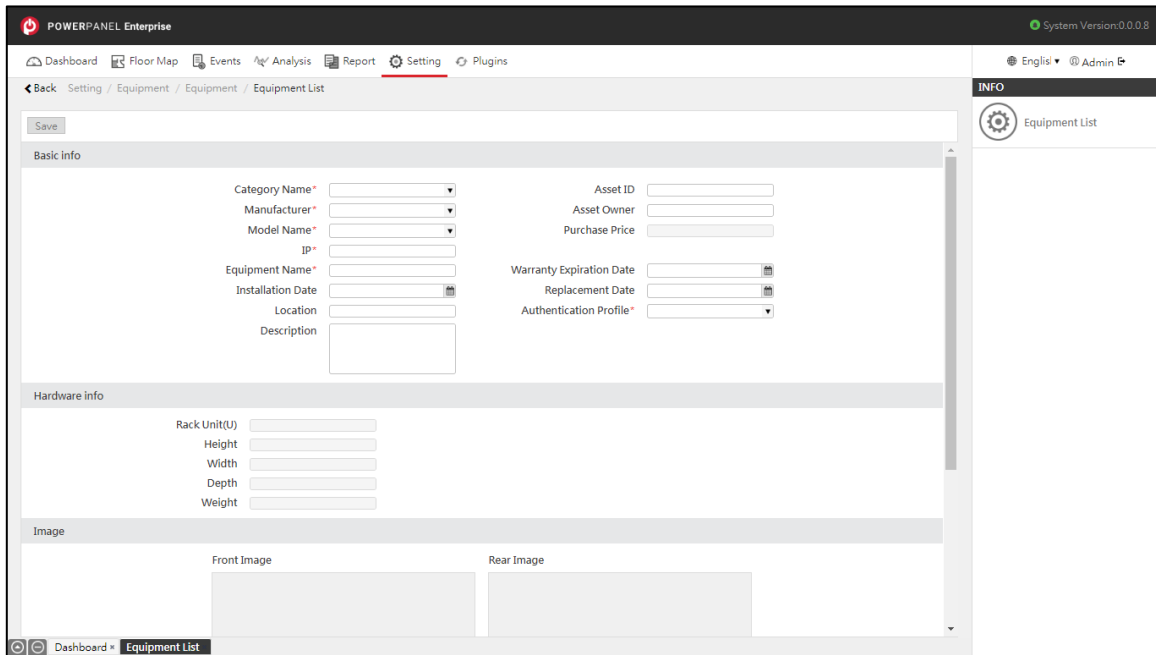 POWERPANEL Enterprise
System Version:0.0.0.8
Dashboard Floor Map Events Analysis Report Setting Plugins
Englisl Admin
Back Setting / Equipment / Equipment / Equipment List
INFO
Equipment List
Save
Basic info
Category Name* Asset ID
Manufacturer* Asset Owner
Model Name* Purchase Price
IP*
Equipment Name* Warranty Expiration Date
Installation Date Replacement Date
Location Authentication Profile*
Description
Hardware info
Rack Unit(U)
Height
Width
Depth
Weight
Image
Front Image Rear Image
Dashboard × Equipment List